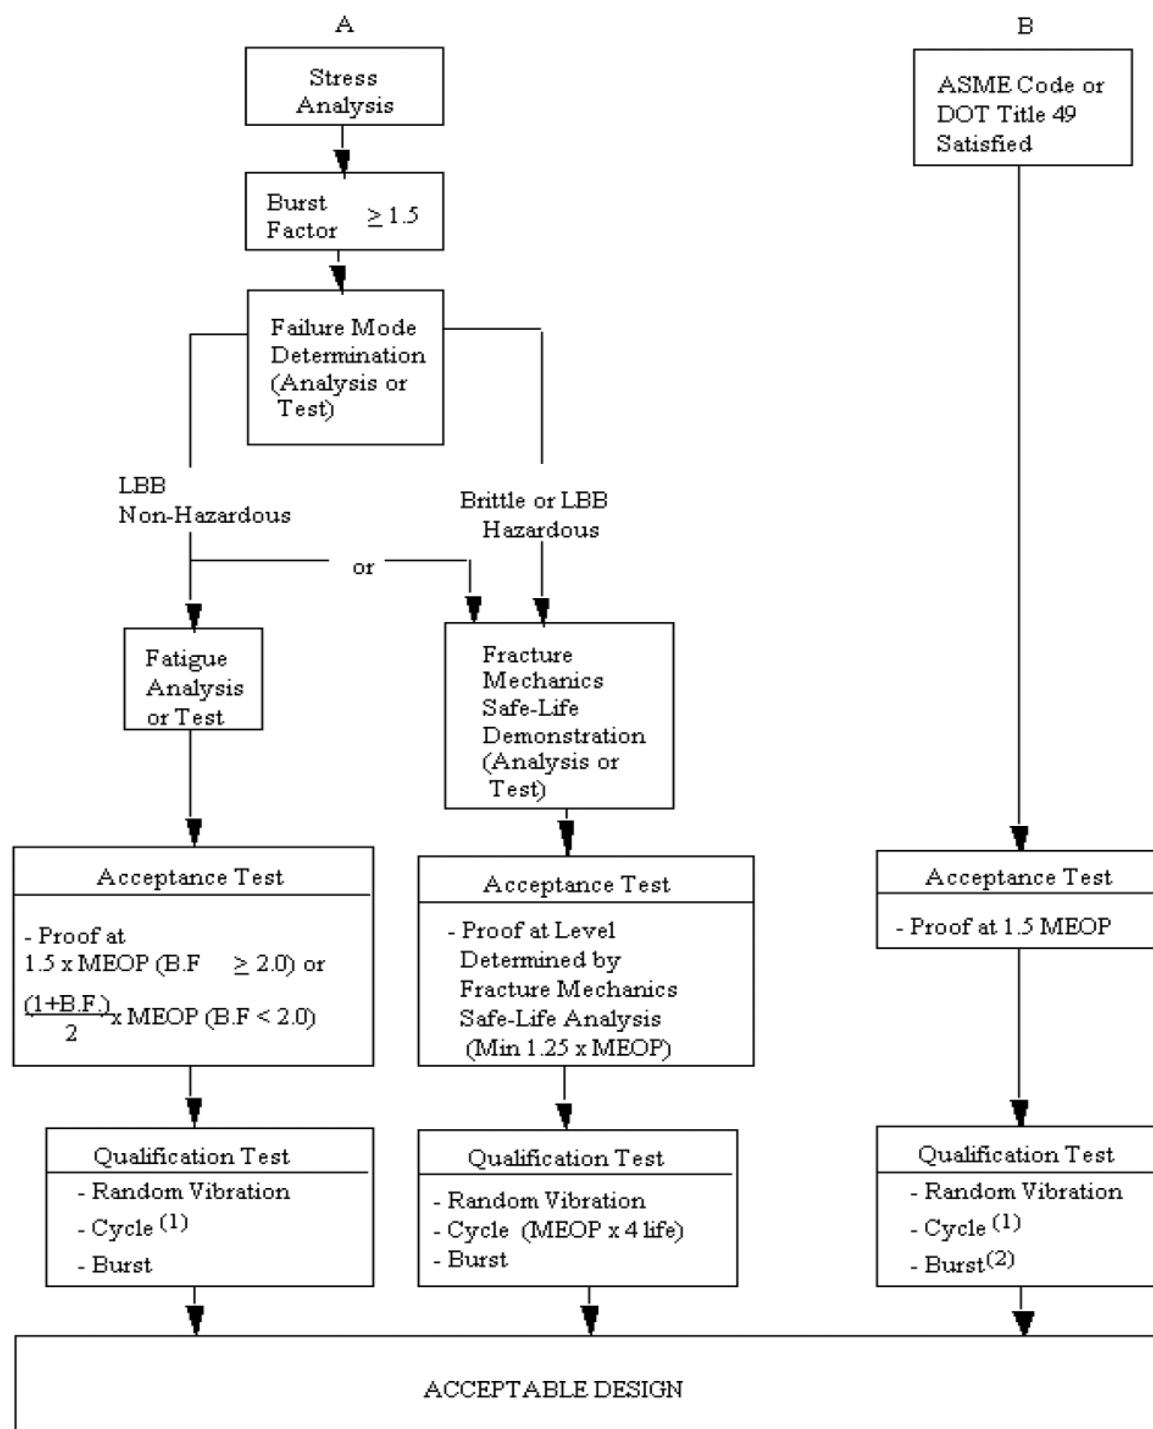 A
Stress
Analysis
Burst
Factor ≥ 1.5
Failure Mode
Determination
(Analysis or
Test)
LBB
Non-Hazardous
Brittle or LBB
Hazardous
or
Fatigue
Analysis
or Test
Fracture
Mechanics
Safe-Life
Demonstration
(Analysis or
Test)
Acceptance Test
- Proof at
1.5 x MEOP (B.F ≥ 2.0) or
(1+B.F.)
2
x MEOP (B.F < 2.0)
Acceptance Test
- Proof at Level
Determined by
Fracture Mechanics
Safe-Life Analysis
(Min 1.25 x MEOP)
Qualification Test
- Random Vibration
- Cycle (1)
- Burst
Qualification Test
- Random Vibration
- Cycle (MEOP x 4 life)
- Burst
B
ASME Code or
DOT Title 49
Satisfied
Acceptance Test
- Proof at 1.5 MEOP
Qualification Test
- Random Vibration
- Cycle (1)
- Burst(2)
ACCEPTABLE DESIGN